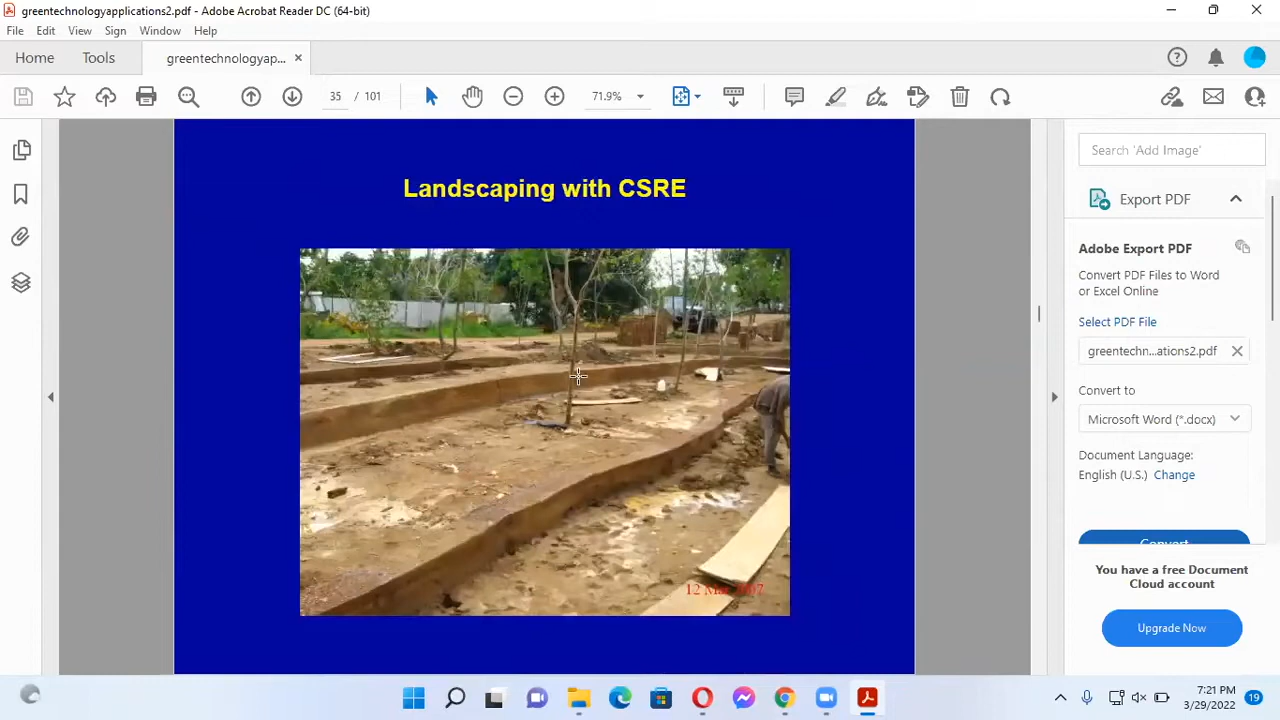 greentechnologyapplications2.pdf - Adobe Acrobat Reader DC (64-bit)
File Edit View Sign Window Help
Home Tools greentechnologyap...
35 / 101 71.9%
Landscaping with CSRE
12 Mar
Search 'Add Image'
Export PDF
Adobe Export PDF
Convert PDF Files to Word
or Excel Online
Select PDF File
greentechn...ations2.pdf
Convert to
Microsoft Word (*.docx)
Document Language:
English (U.S.) Change
Convert
You have a free Document
Cloud account
Upgrade Now
7:21 PM
3/29/2022
19